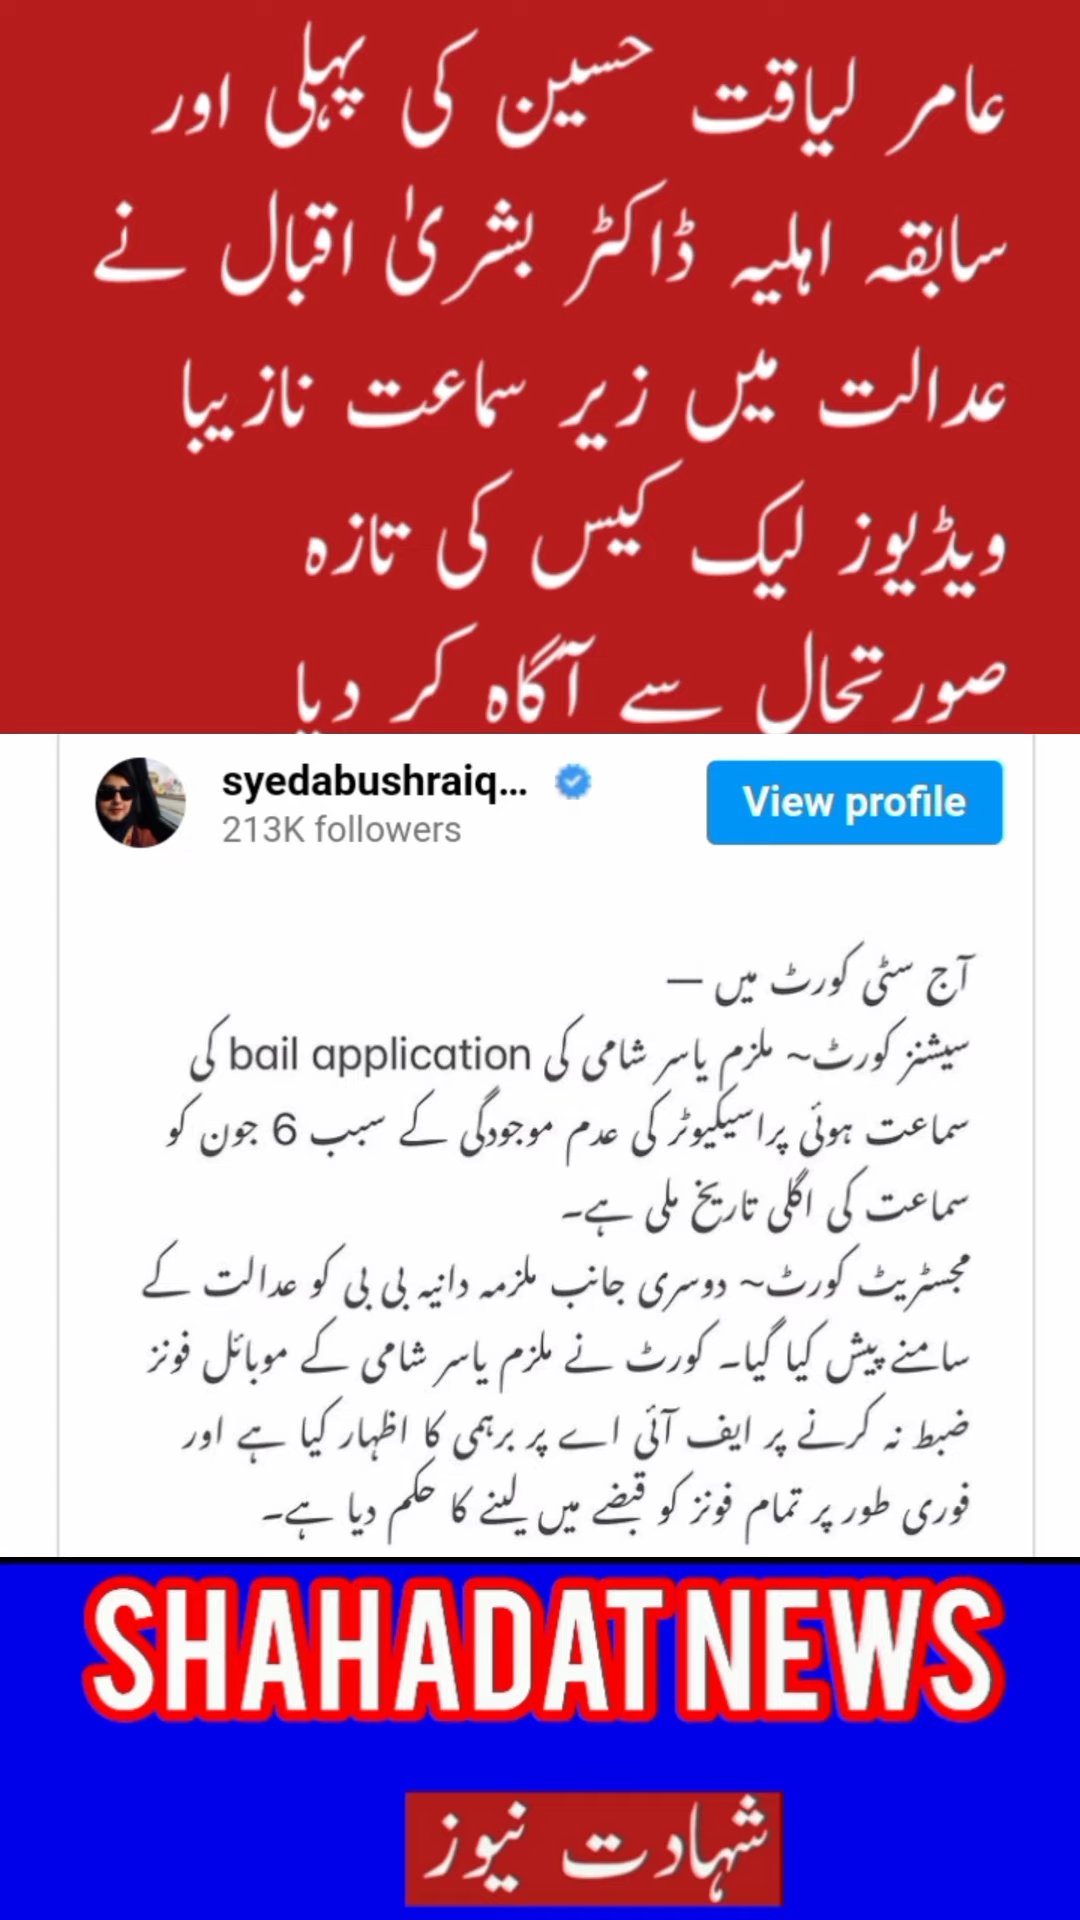 عامر لیاقت حسین کی پہلی اور
سابقہ اہلیہ ڈاکٹر بشریٰ اقبال نے
عدالت میں زیر سماعت نازیبا
ویڈیوز لیک کیس کی تازہ
صورتحال سے آگاہ کر دیا
syedabushraiq...
213K followers
View profile
آج سٹی کورٹ میں —
سیشنز کورٹ~ ملزم یاسر شامی کی bail application کی
سماعت ہوئی پراسیکیوٹر کی عدم موجودگی کے سبب 6 جون کو
سماعت کی اگلی تاریخ ملی ہے۔
مجسٹریٹ کورٹ~ دوسری جانب ملزمہ دانیہ بی بی کو عدالت کے
سامنے پیش کیا گیا۔ کورٹ نے ملزم یاسر شامی کے موبائل فونز
ضبط نہ کرنے پر ایف آئی اے پر برہمی کا اظہار کیا ہے اور
فوری طور پر تمام فونز کو قبضے میں لینے کا حکم دیا ہے۔
SHAHADAT NEWS
شہادت نیوز